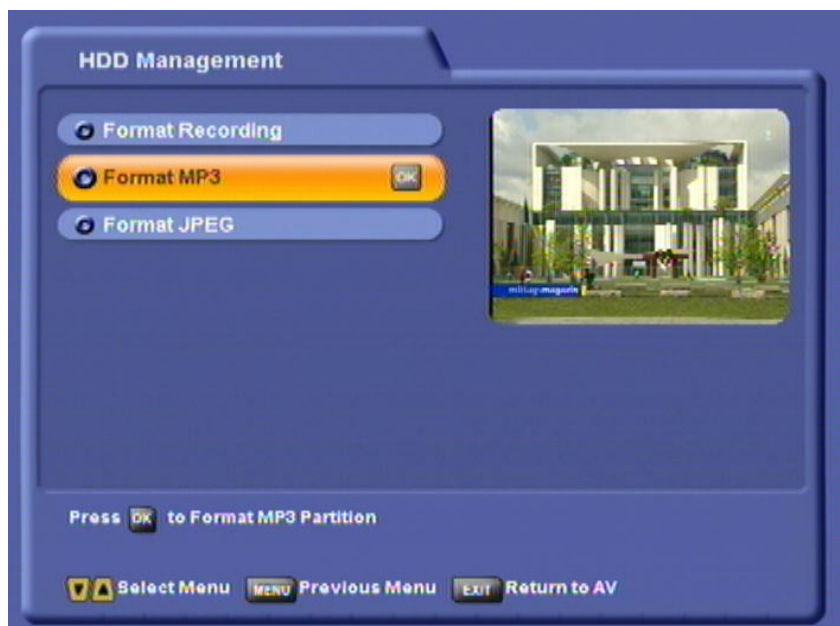 HDD Management
Format Recording
Format MP3 OK
Format JPEG
mittagsmagazin
Press OK to Format MP3 Partition
Select Menu MENU Previous Menu EXIT Return to AV